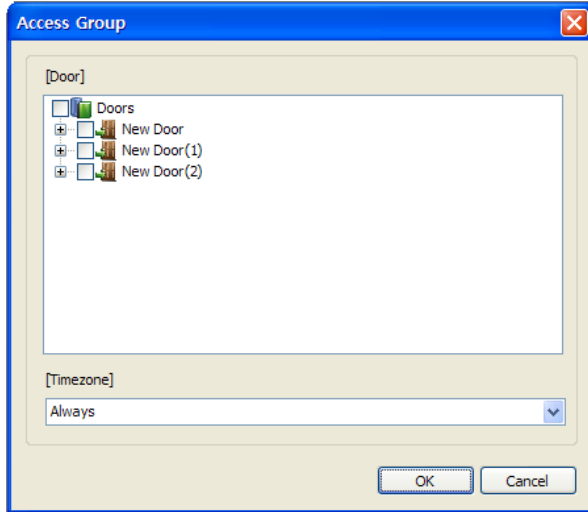 Access Group
[Door]
Doors
New Door
New Door(1)
New Door(2)
[Timezone]
Always
OK
Cancel